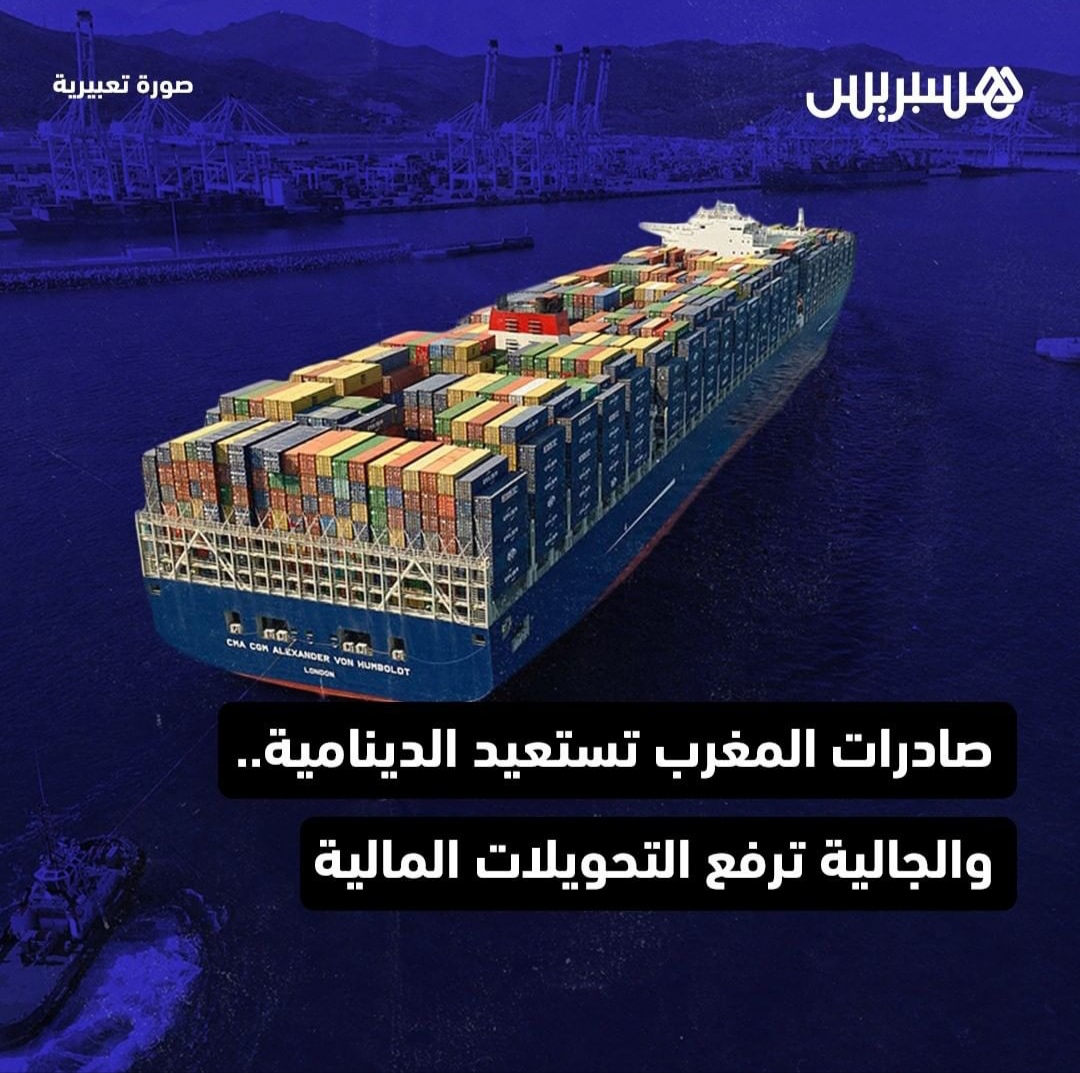 هسبريس
صورة تعبيرية
CMA CGM ALEXANDER VON HUMBOLDT
LONDON
صادرات المغرب تستعيد الدينامية..
والجالية ترفع التحويلات المالية